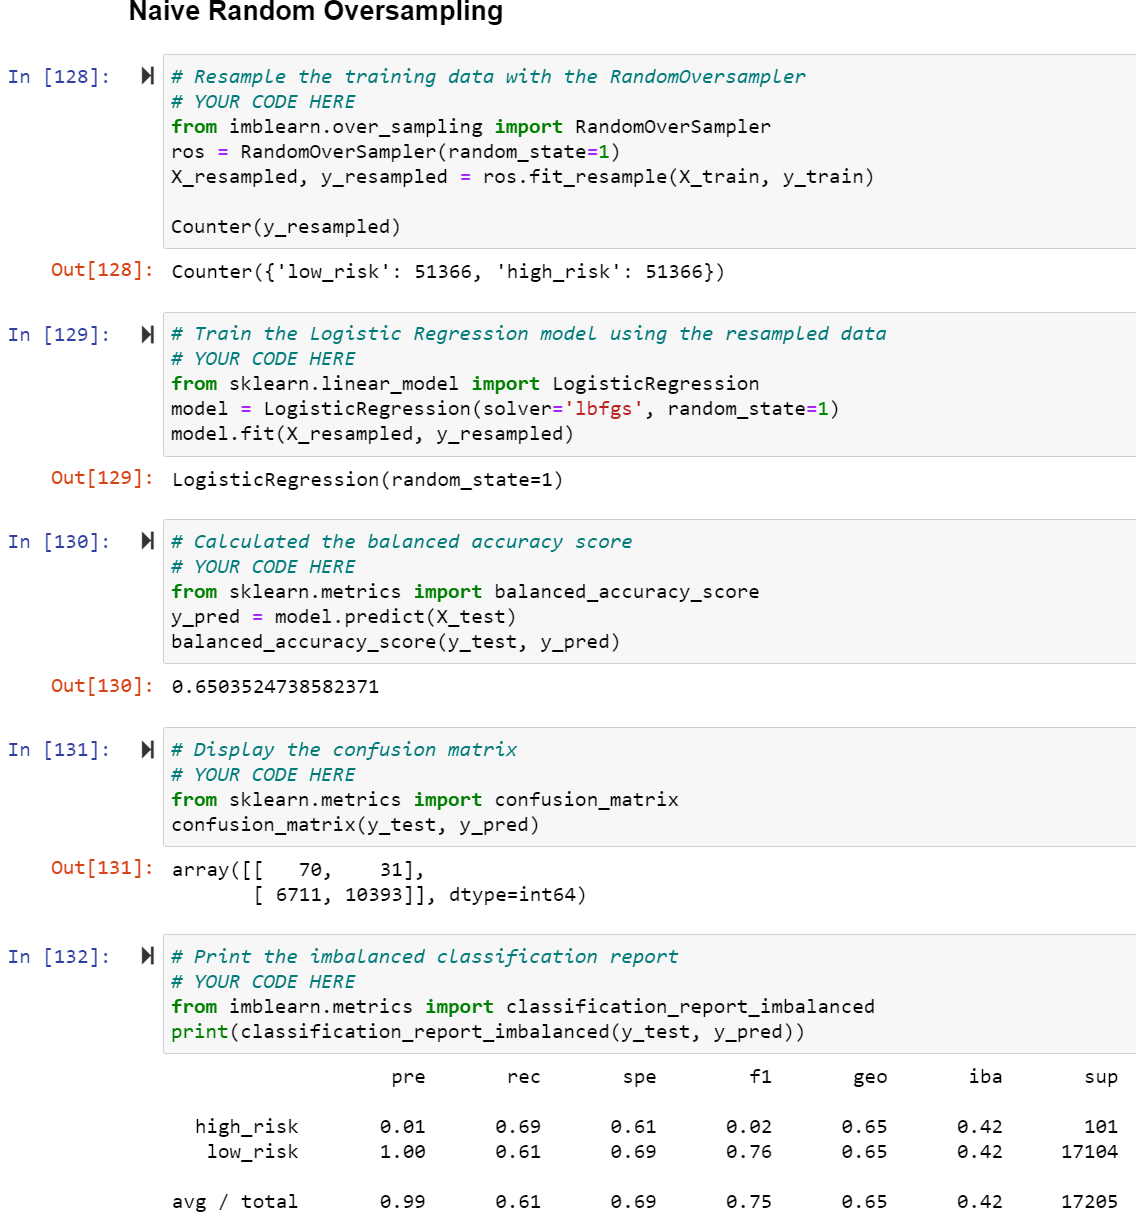 Naive Random Oversampling
In [128]:
# Resample the training data with the RandomOversampler
# YOUR CODE HERE
from imblearn.over_sampling import RandomOverSampler
ros = RandomOverSampler(random_state=1)
X_resampled, y_resampled = ros.fit_resample(X_train, y_train)
Counter(y_resampled)
Out[128]: Counter({'low_risk': 51366, 'high_risk': 51366})
In [129]:
# Train the Logistic Regression model using the resampled data
# YOUR CODE HERE
from sklearn.linear_model import LogisticRegression
model = LogisticRegression(solver='lbfgs', random_state=1)
model.fit(X_resampled, y_resampled)
Out[129]: LogisticRegression(random_state=1)
In [130]:
# Calculated the balanced accuracy score
# YOUR CODE HERE
from sklearn.metrics import balanced_accuracy_score
y_pred = model.predict(X_test)
balanced_accuracy_score(y_test, y_pred)
Out[130]: 0.6503524738582371
In [131]:
# Display the confusion matrix
# YOUR CODE HERE
from sklearn.metrics import confusion_matrix
confusion_matrix(y_test, y_pred)
Out[131]: array([[   70,    31],
       [ 6711, 10393]], dtype=int64)
In [132]:
# Print the imbalanced classification report
# YOUR CODE HERE
from imblearn.metrics import classification_report_imbalanced
print(classification_report_imbalanced(y_test, y_pred))
pre rec spe f1 geo iba sup
high_risk 0.01 0.69 0.61 0.02 0.65 0.42 101
low_risk 1.00 0.61 0.69 0.76 0.65 0.42 17104
avg / total 0.99 0.61 0.69 0.75 0.65 0.42 17205